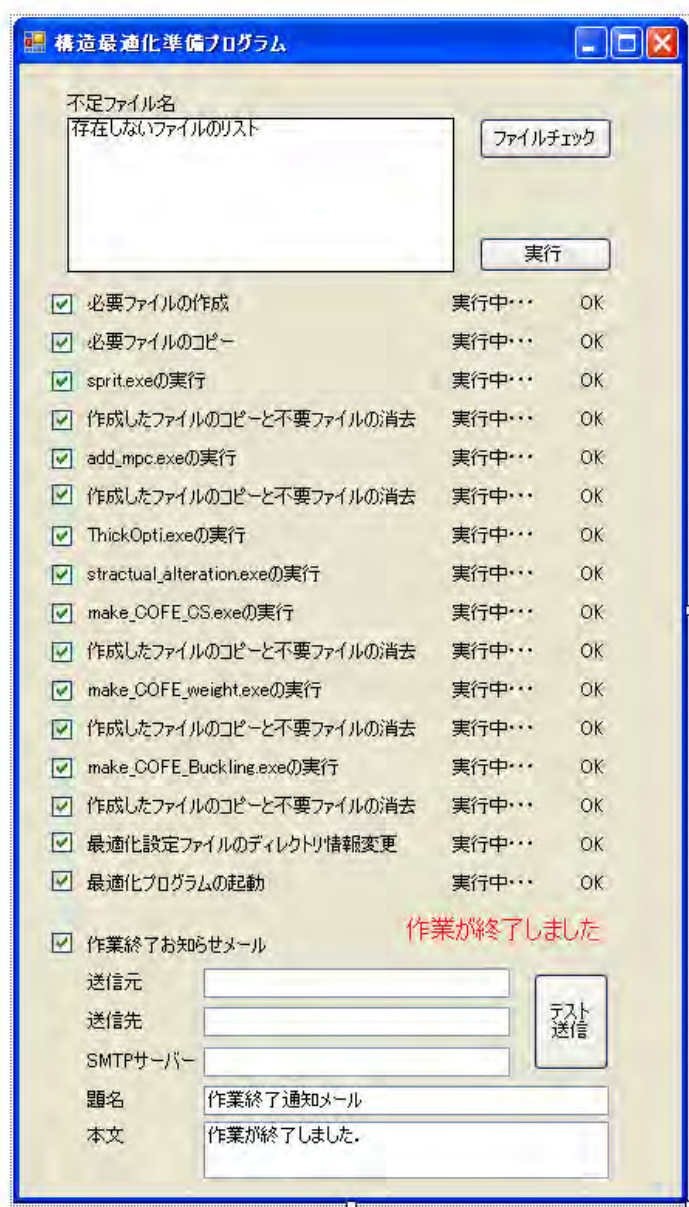 構造最適化準備プログラム
不足ファイル名
存在しないファイルのリスト
ファイルチェック
実行
必要ファイルの作成 実行中・・・ OK
必要ファイルのコピー 実行中・・・ OK
sprit.exeの実行 実行中・・・ OK
作成したファイルのコピーと不要ファイルの消去 実行中・・・ OK
add_mpc.exeの実行 実行中・・・ OK
作成したファイルのコピーと不要ファイルの消去 実行中・・・ OK
ThickOpti.exeの実行 実行中・・・ OK
stractual_alteration.exeの実行 実行中・・・ OK
make_COFE_CS.exeの実行 実行中・・・ OK
作成したファイルのコピーと不要ファイルの消去 実行中・・・ OK
make_COFE_weight.exeの実行 実行中・・・ OK
作成したファイルのコピーと不要ファイルの消去 実行中・・・ OK
make_COFE_Buckling.exeの実行 実行中・・・ OK
作成したファイルのコピーと不要ファイルの消去 実行中・・・ OK
最適化設定ファイルのディレクトリ情報変更 実行中・・・ OK
最適化プログラムの起動 実行中・・・ OK
作業が終了しました
作業終了お知らせメール
送信元
送信先
テスト
送信
SMTPサーバー
題名 作業終了通知メール
本文 作業が終了しました.